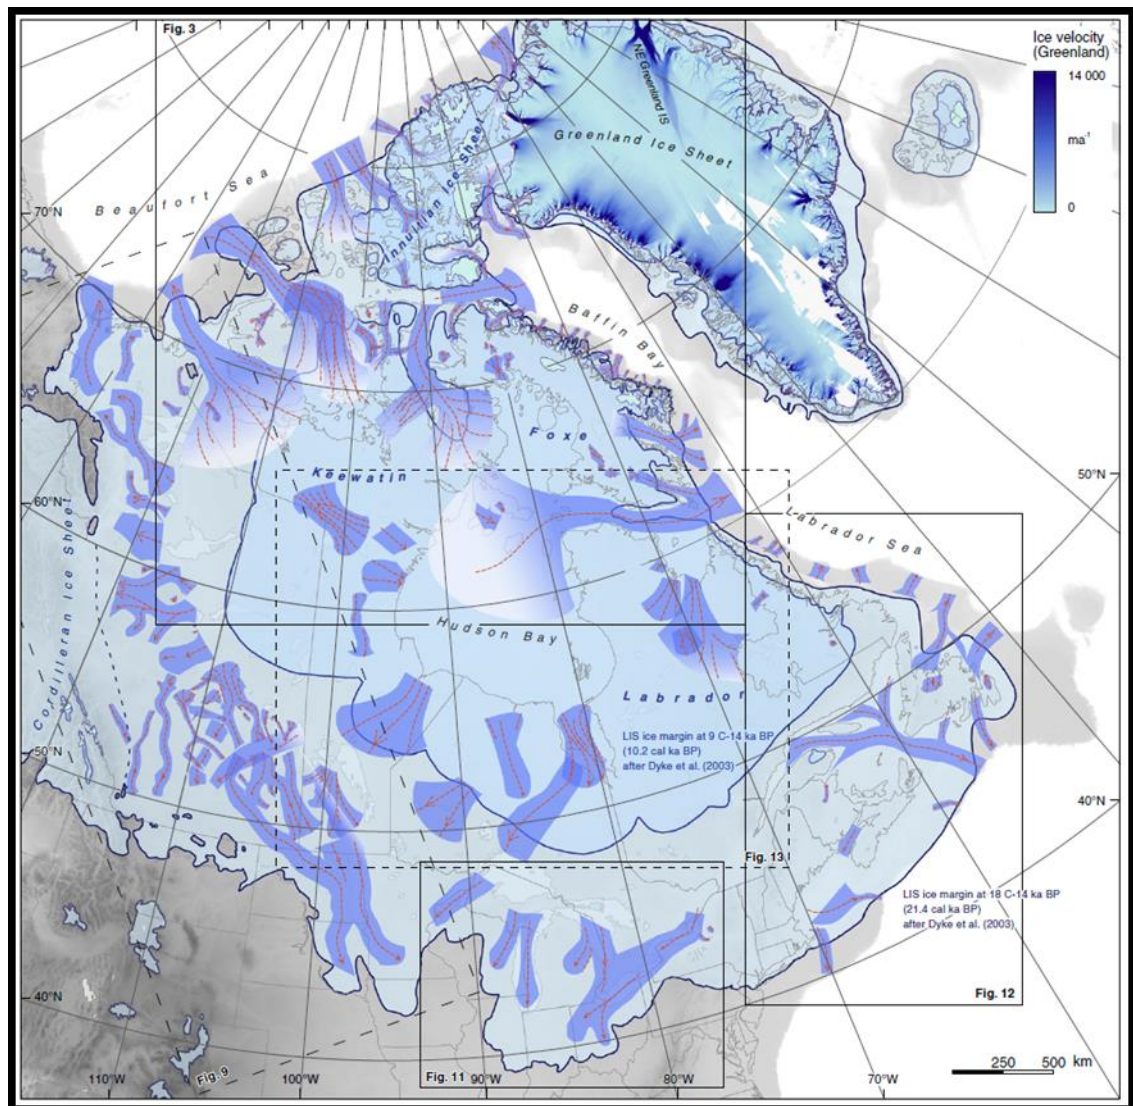 Fig. 3
Ice velocity
(Greenland)
14 000
ma⁻¹
0
NE Greenland IS
Greenland Ice Sheet
Innuitian Ice Sheet
Beaufort Sea
70°N
Baffin Bay
Foxe
Keewatin
50°N
60°N
Labrador Sea
Cordilleran Ice Sheet
Hudson Bay
Labrador
LIS ice margin at 9 C-14 ka BP
(10.2 cal ka BP)
after Dyke et al. (2003)
50°N
40°N
Fig. 13
LIS ice margin at 18 C-14 ka BP
(21.4 cal ka BP)
after Dyke et al. (2003)
40°N
Fig. 12
250 500 km
Fig. 9
Fig. 11
110°W
100°W
90°W
80°W
70°W